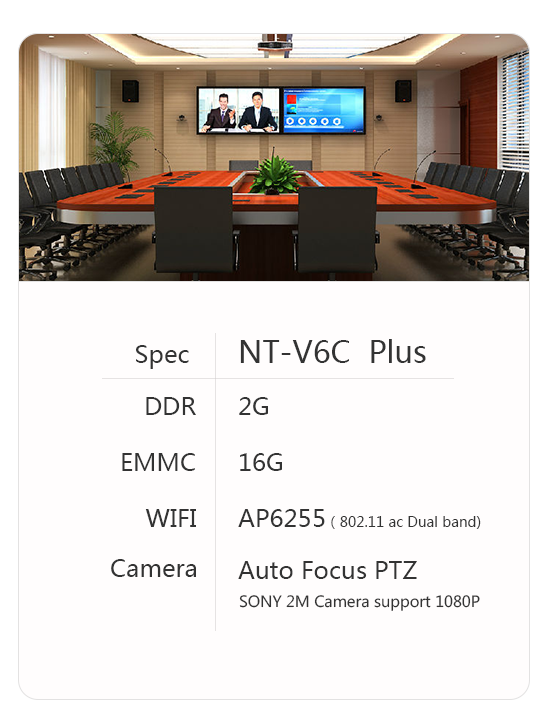 Spec NT-V6C Plus
DDR 2G
EMMC 16G
WIFI AP6255 ( 802.11 ac Dual band)
Camera Auto Focus PTZ
SONY 2M Camera support 1080P